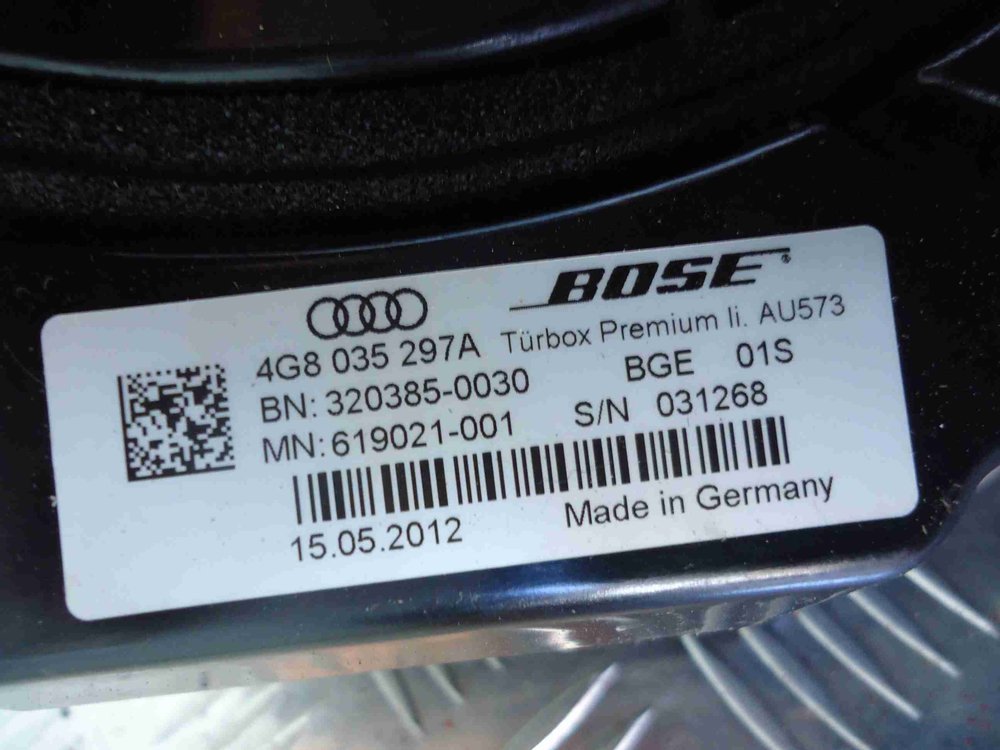 BOSE®
4G8 035 297A Türbox Premium li. AU573
BN: 320385-0030 BGE 01S
MN: 619021-001 S/N 031268
15.05.2012 Made in Germany